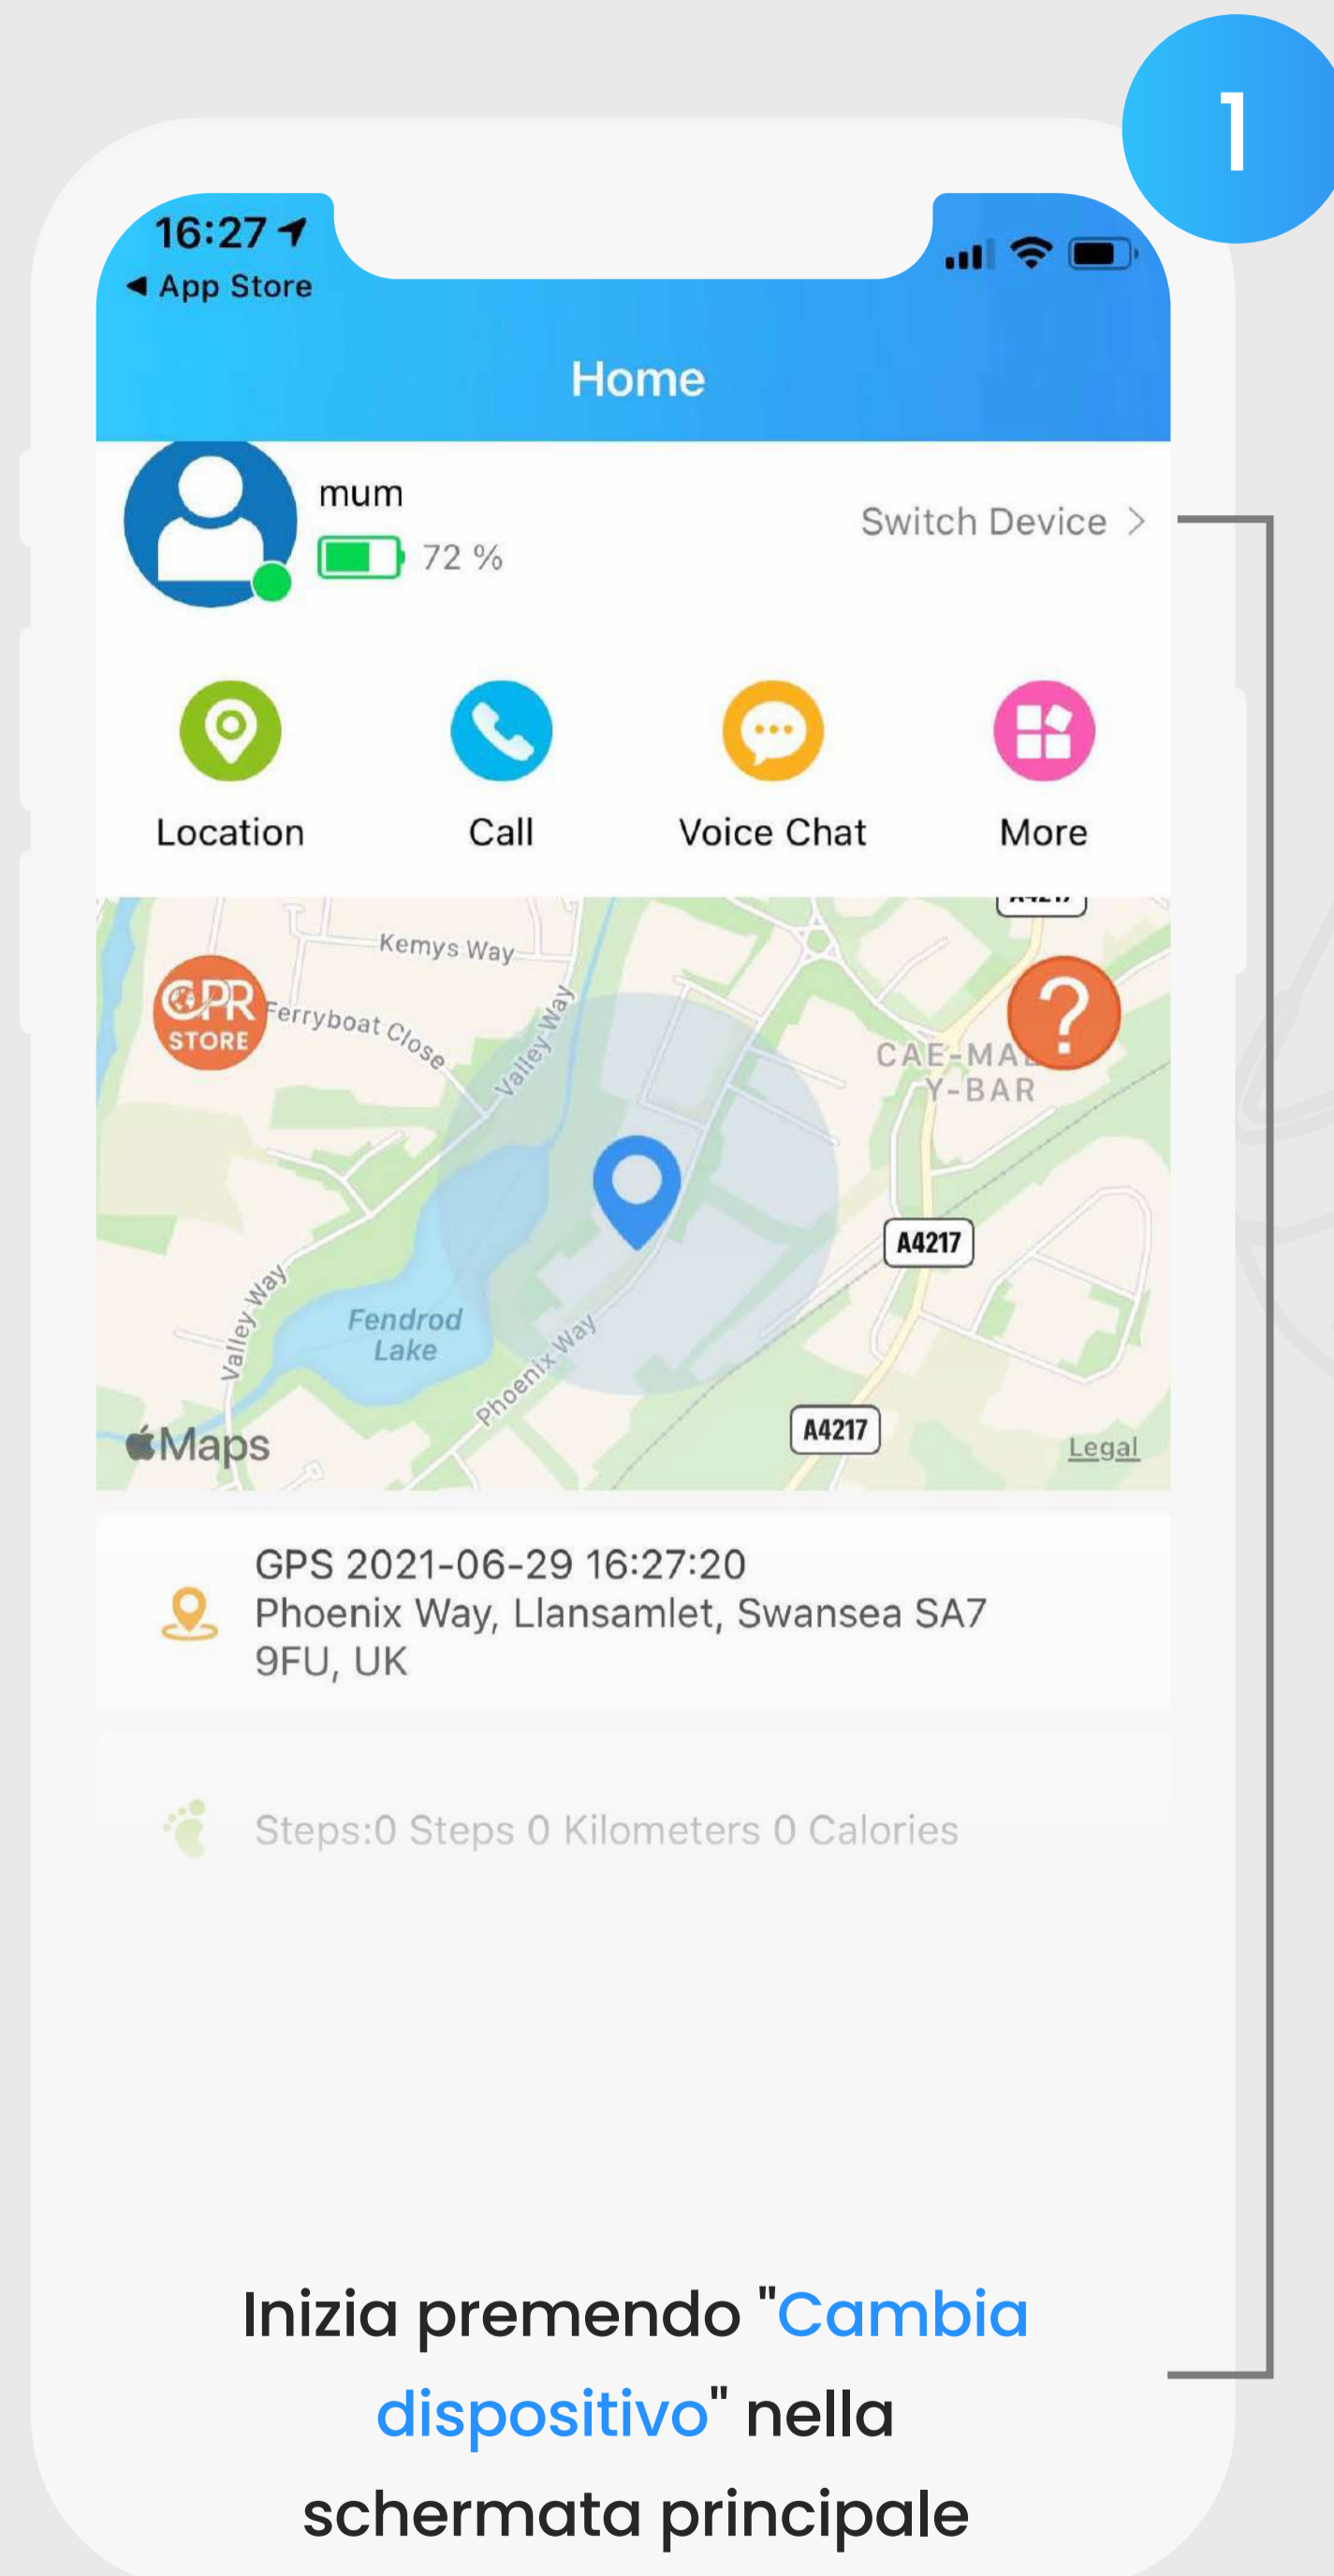 1
16:27
◀ App Store
Home
mum
72 %
Switch Device >
Location
Call
Voice Chat
More
Kemys Way
Ferryboat Close
Valley Way
CPR
STORE
?
Y-BAR
A4217
Valley Way
Fendrod
Lake
Phoenix Way
A4217
Maps
Legal
GPS 2021-06-29 16:27:20
Phoenix Way, Llansamlet, Swansea SA7
9FU, UK
Steps:0 Steps 0 Kilometers 0 Calories
Inizia premendo "Cambia
dispositivo" nella
schermata principale